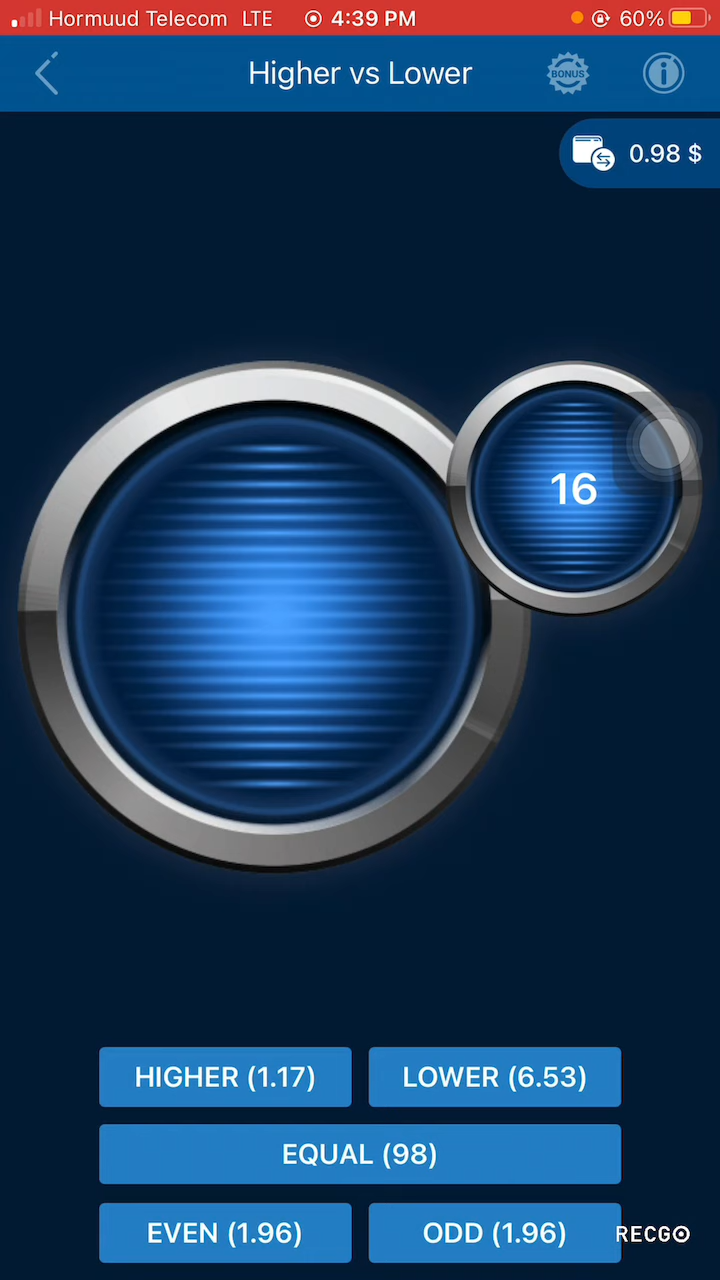 Hormuud Telecom LTE 4:39 PM 60%
Higher vs Lower BONUS
0.98 $
16
HIGHER (1.17) LOWER (6.53)
EQUAL (98)
EVEN (1.96) ODD (1.96) RECGO